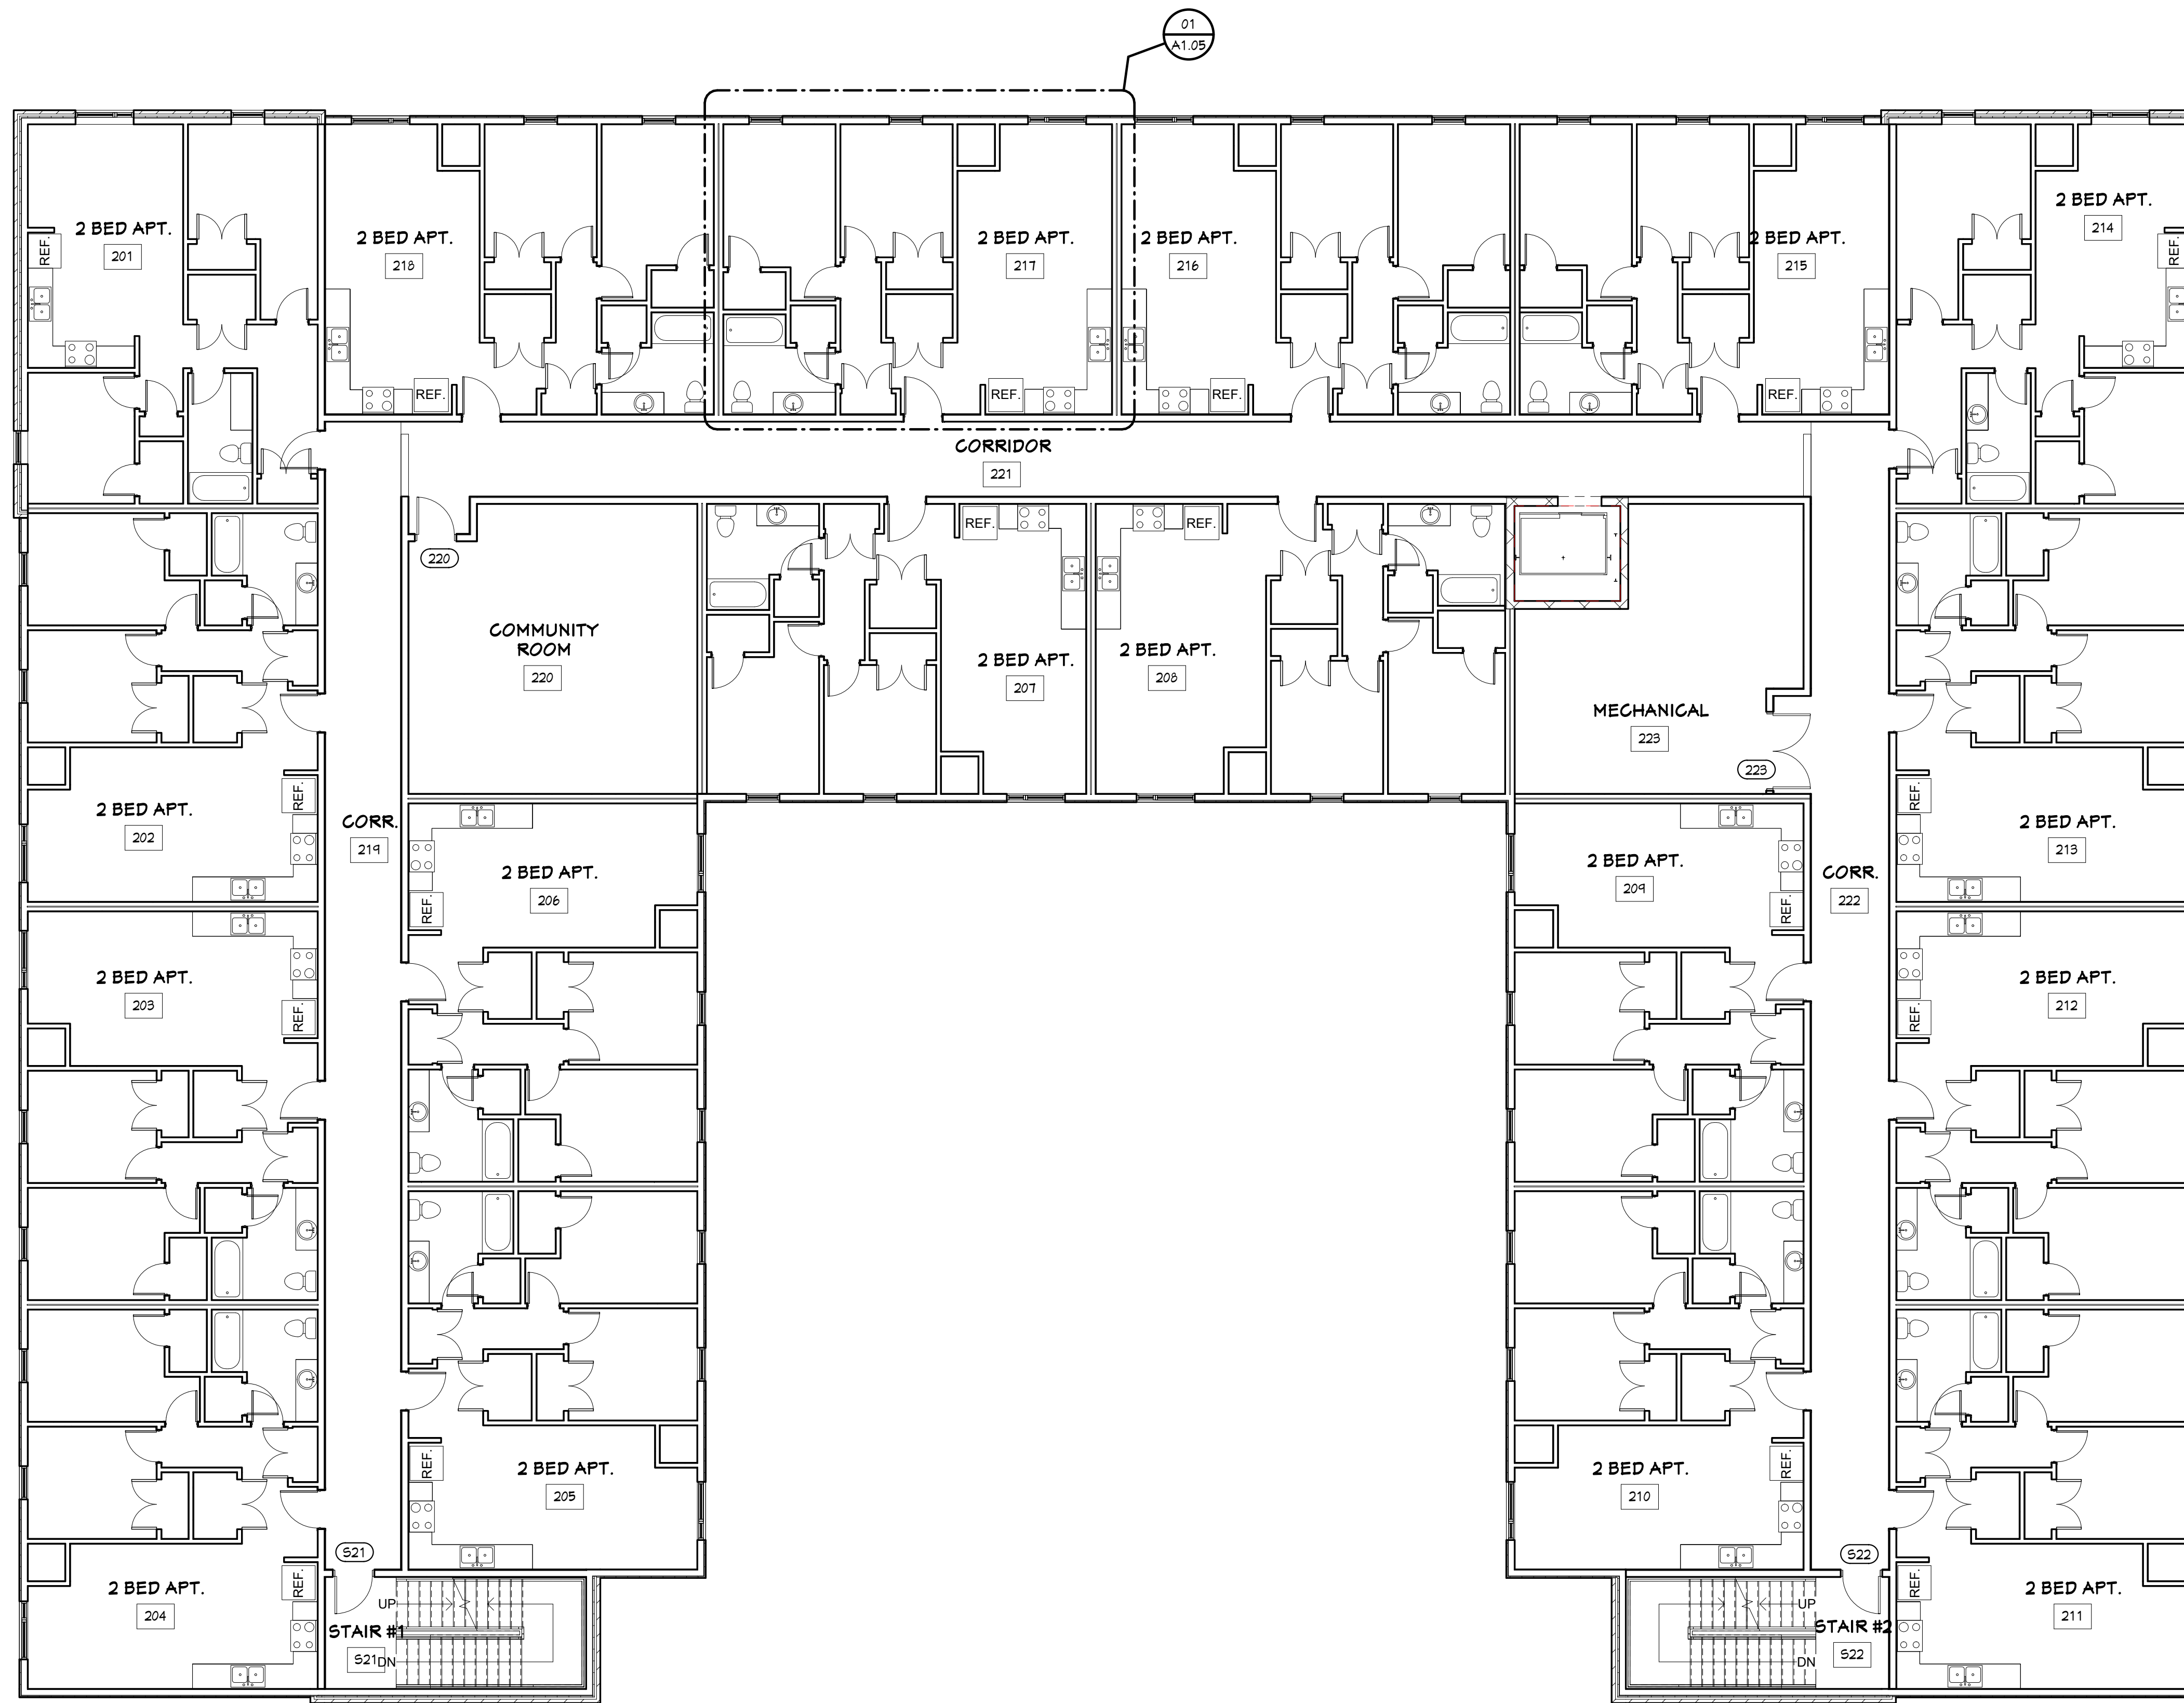 01
A1.05
2 BED APT.
201
REF.
2 BED APT.
218
REF.
2 BED APT.
217
REF.
2 BED APT.
216
REF.
2 BED APT.
215
REF.
2 BED APT.
214
REF.
CORRIDOR
221
220
COMMUNITY
ROOM
220
REF.
2 BED APT.
207
REF.
2 BED APT.
208
MECHANICAL
223
223
2 BED APT.
202
REF.
CORR.
219
2 BED APT.
206
REF.
2 BED APT.
209
REF.
CORR.
222
REF.
2 BED APT.
213
2 BED APT.
203
REF.
2 BED APT.
212
REF.
REF.
2 BED APT.
205
2 BED APT.
210
REF.
S21
S22
2 BED APT.
204
REF.
UP
STAIR #1
S21
DN
UP
STAIR #2
S22
DN
REF.
2 BED APT.
211